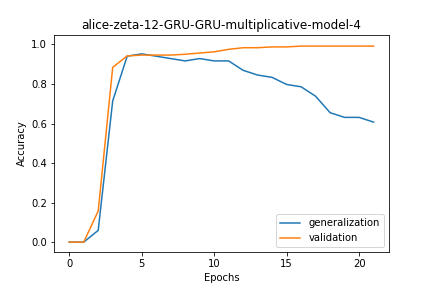 alice-zeta-12-GRU-GRU-multiplicative-model-4
1.0
0.8
0.6
0.4
0.2
0.0
Accuracy
0
5
10
15
20
Epochs
generalization
validation